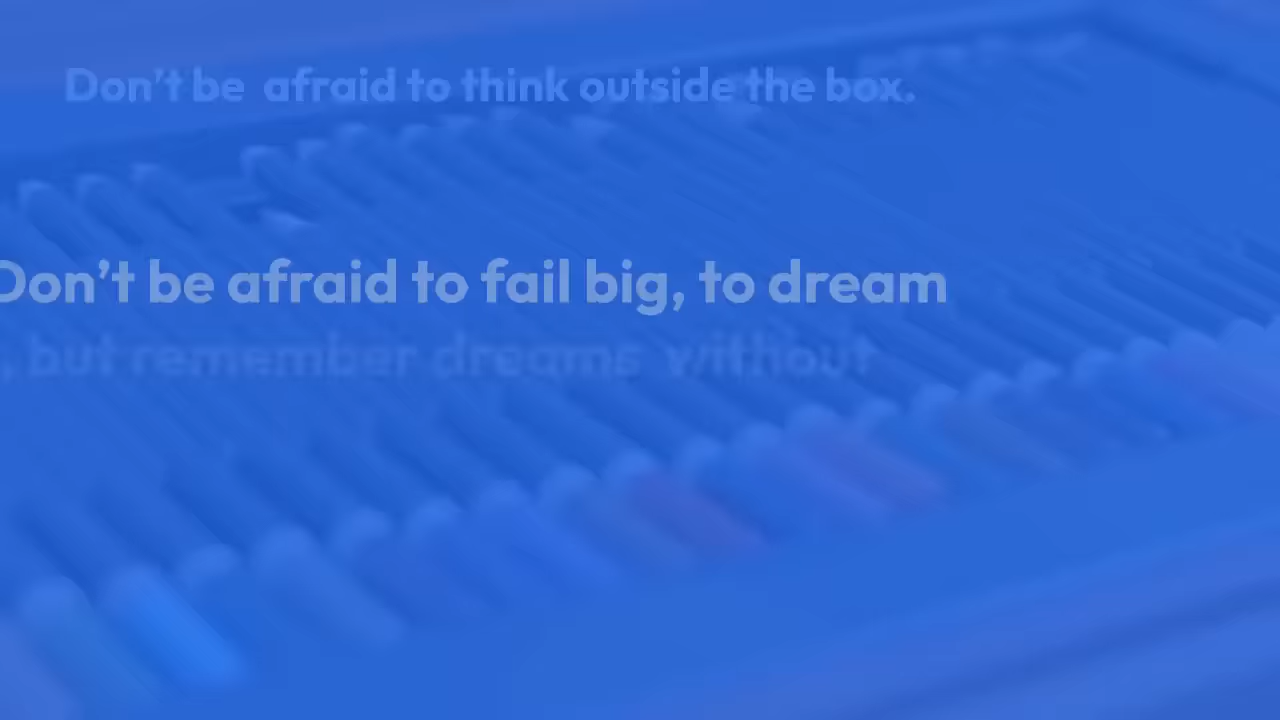 Don't be afraid to think outside the box.
Don't be afraid to fail big, to dream
, but remember dreams without